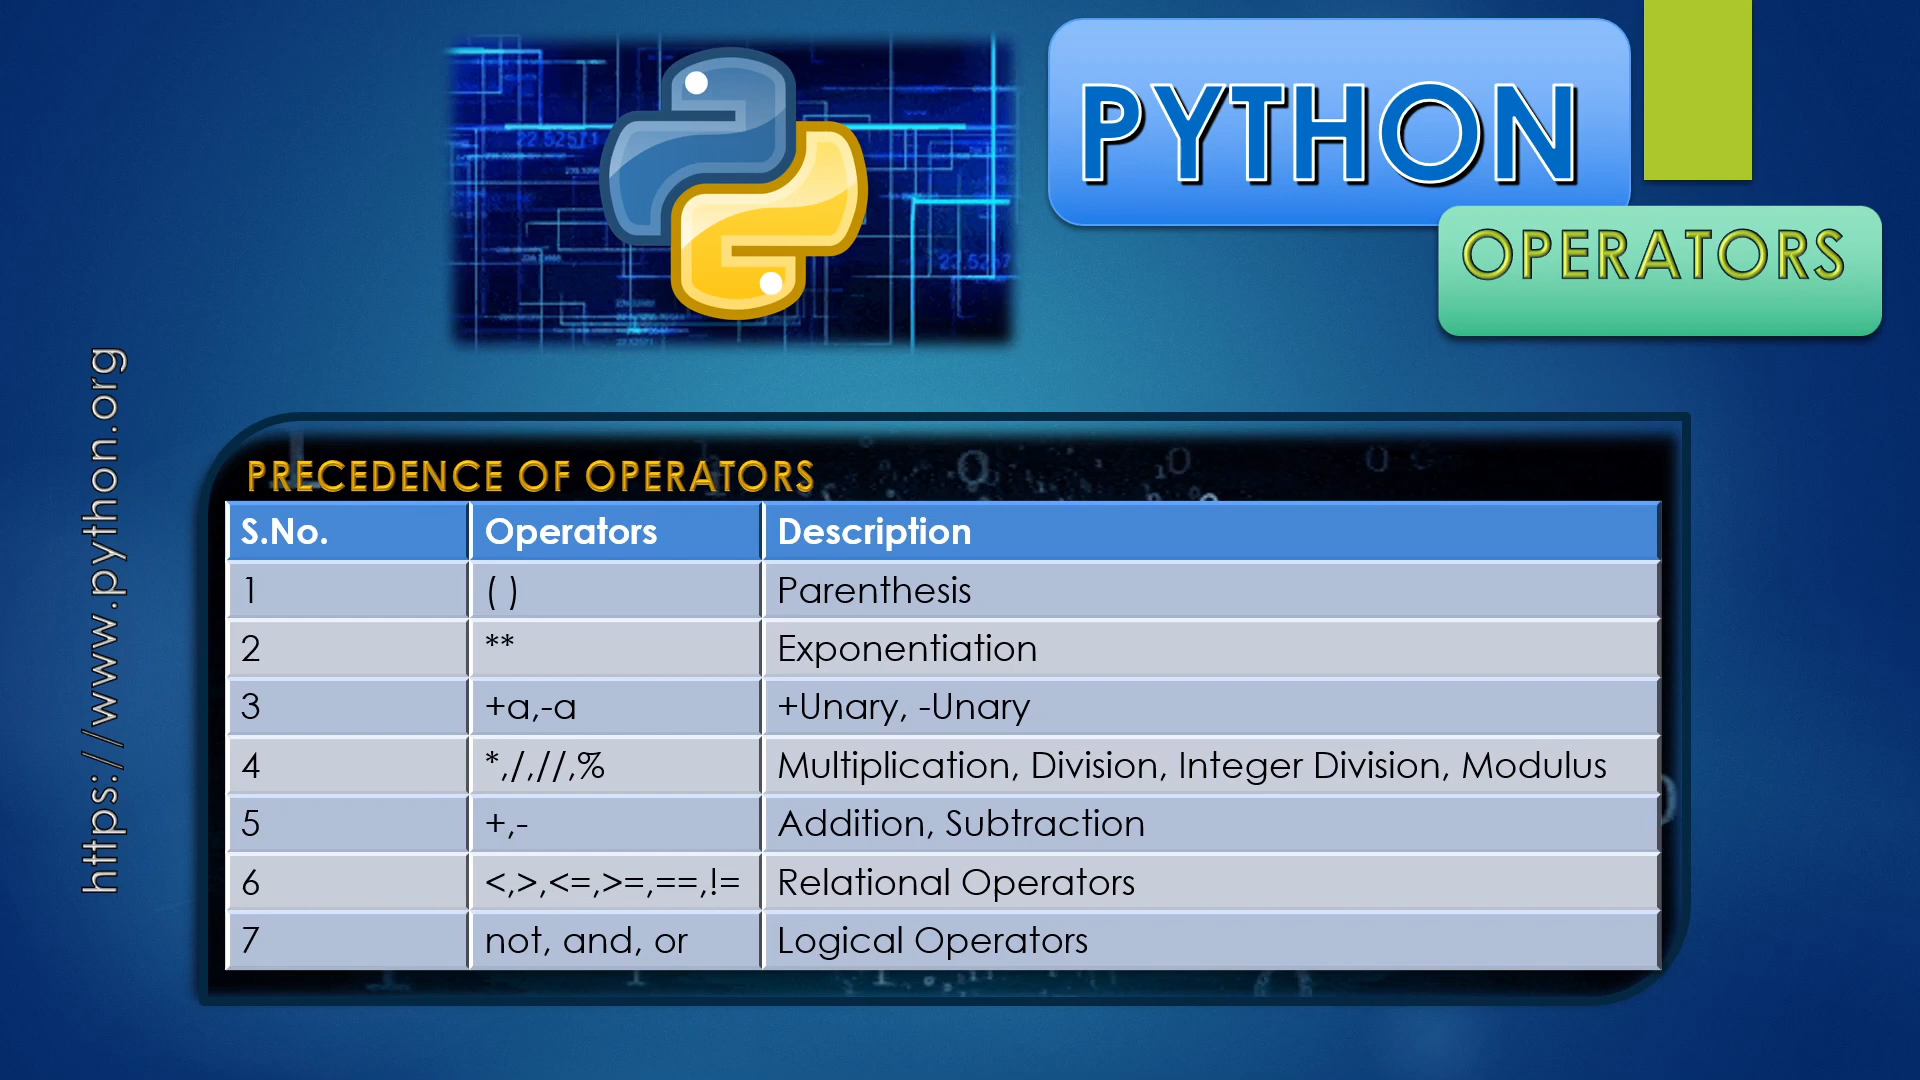 PYTHON
OPERATORS
https://www.python.org
PRECEDENCE OF OPERATORS
S.No. Operators Description
1 ( ) Parenthesis
2 ** Exponentiation
3 +a,-a +Unary, -Unary
4 *,/,//,% Multiplication, Division, Integer Division, Modulus
5 +,- Addition, Subtraction
6 <,>,<=,>=,==,!= Relational Operators
7 not, and, or Logical Operators